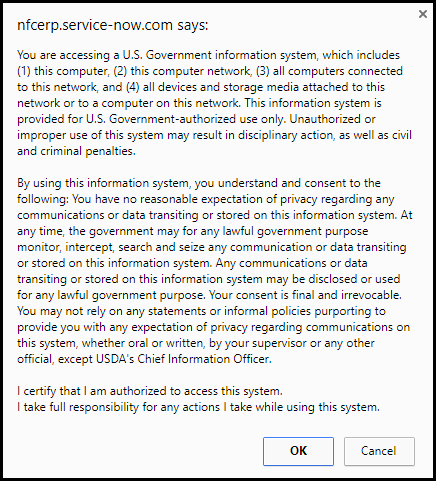 nfcerp.service-now.com says:
You are accessing a U.S. Government information system, which includes
(1) this computer, (2) this computer network, (3) all computers connected
to this network, and (4) all devices and storage media attached to this
network or to a computer on this network. This information system is
provided for U.S. Government-authorized use only. Unauthorized or
improper use of this system may result in disciplinary action, as well as civil
and criminal penalties.
By using this information system, you understand and consent to the
following: You have no reasonable expectation of privacy regarding any
communications or data transiting or stored on this information system. At
any time, the government may for any lawful government purpose
monitor, intercept, search and seize any communication or data transiting
or stored on this information system. Any communications or data
transiting or stored on this information system may be disclosed or used
for any lawful government purpose. Your consent is final and irrevocable.
You may not rely on any statements or informal policies purporting to
provide you with any expectation of privacy regarding communications on
this system, whether oral or written, by your supervisor or any other
official, except USDA's Chief Information Officer.
I certify that I am authorized to access this system.
I take full responsibility for any actions I take while using this system.
OK Cancel